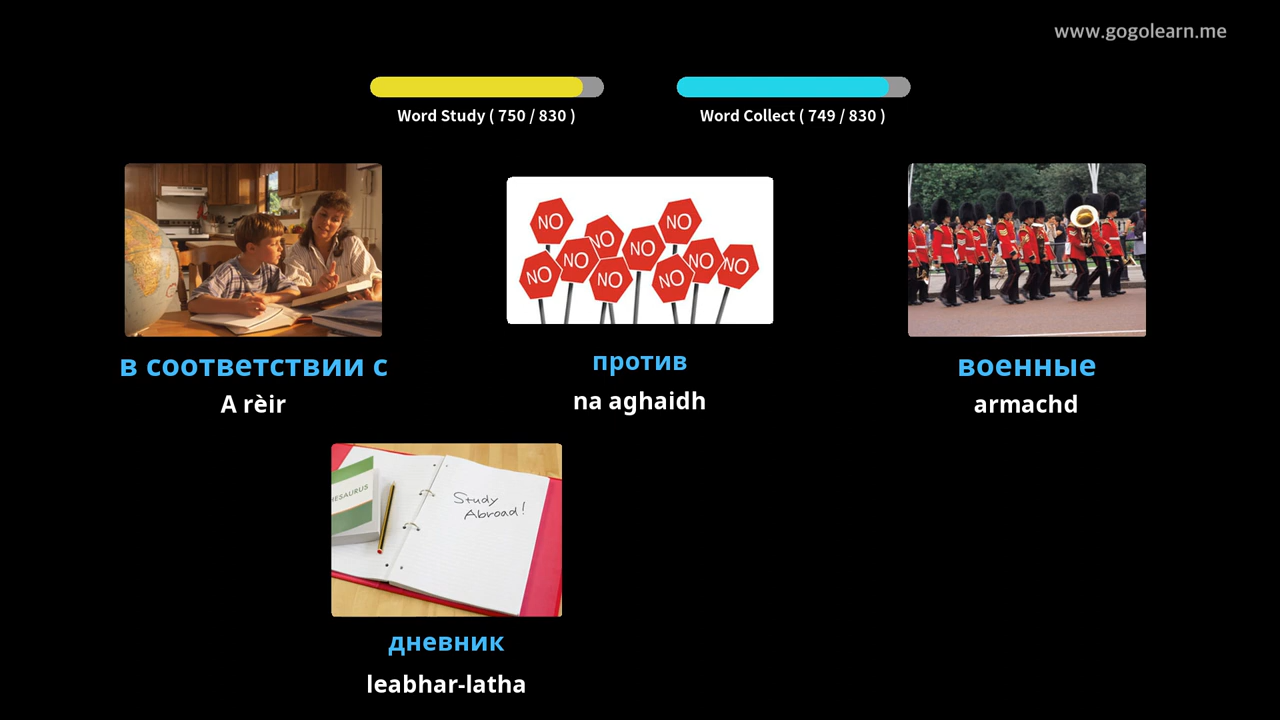 www.gogolearn.me
Word Study ( 750 / 830 )
Word Collect ( 749 / 830 )
NO
NO
NO
NO
NO
NO
NO
NO
NO
NO
в соответствии с
A rèir
против
na aghaidh
военные
armachd
HESAURUS
Study
Abroad!
дневник
leabhar-latha